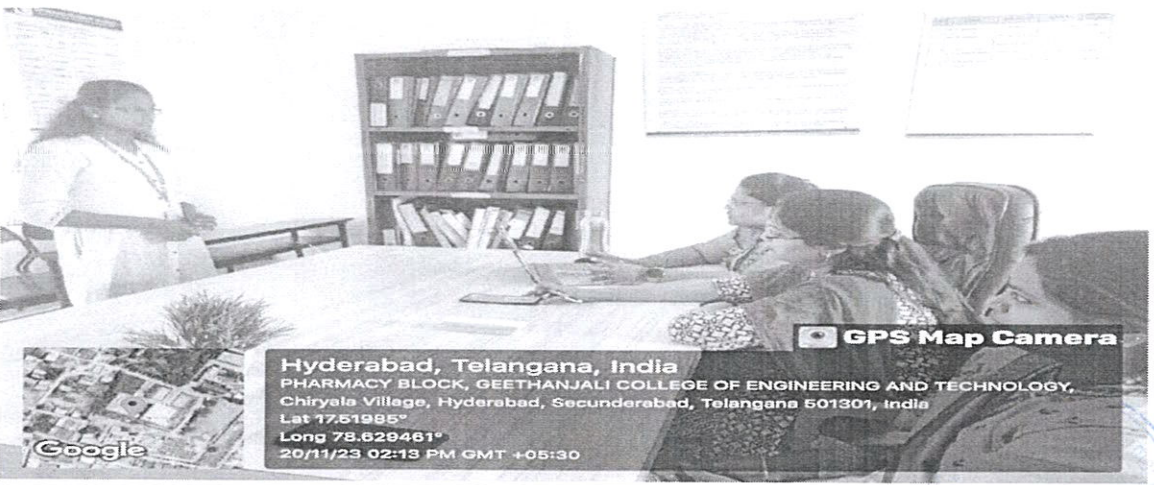 GPS Map Camera
Hyderabad, Telangana, India
PHARMACY BLOCK, GEETHANJALI COLLEGE OF ENGINEERING AND TECHNOLOGY,
Chiryala Village, Hyderabad, Secunderabad, Telangana 501301, India
Lat 17.51985°
Long 78.629461°
20/11/23 02:13 PM GMT +05:30
Google